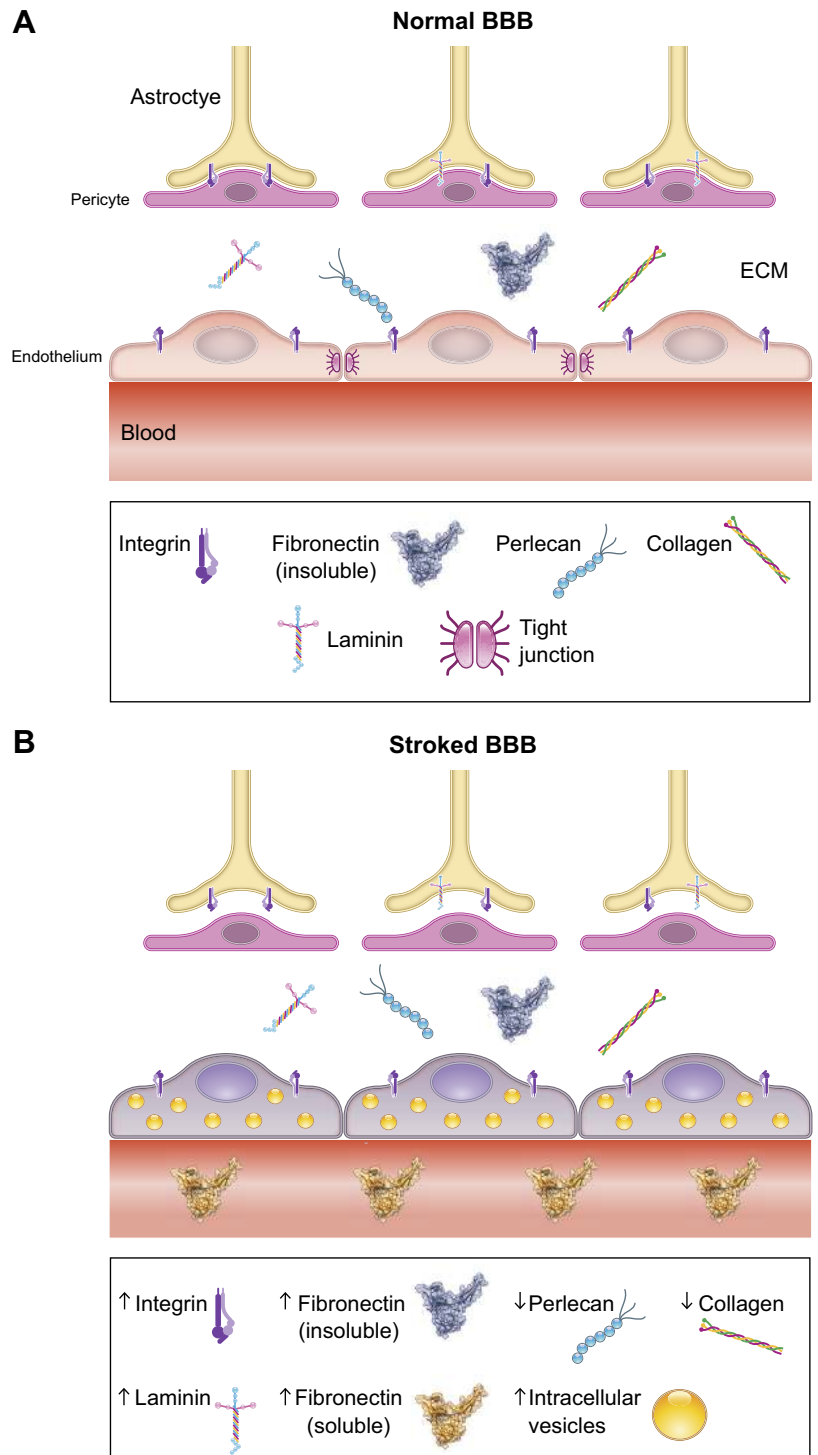 A
Normal BBB
Astroctye
Pericyte
ECM
Endothelium
Blood
Integrin
Fibronectin
(insoluble)
Perlecan
Collagen
Laminin
Tight
junction
B
Stroked BBB
↑ Integrin
↑ Fibronectin
(insoluble)
↓ Perlecan
↓ Collagen
↑ Laminin
↑ Fibronectin
(soluble)
↑ Intracellular
vesicles